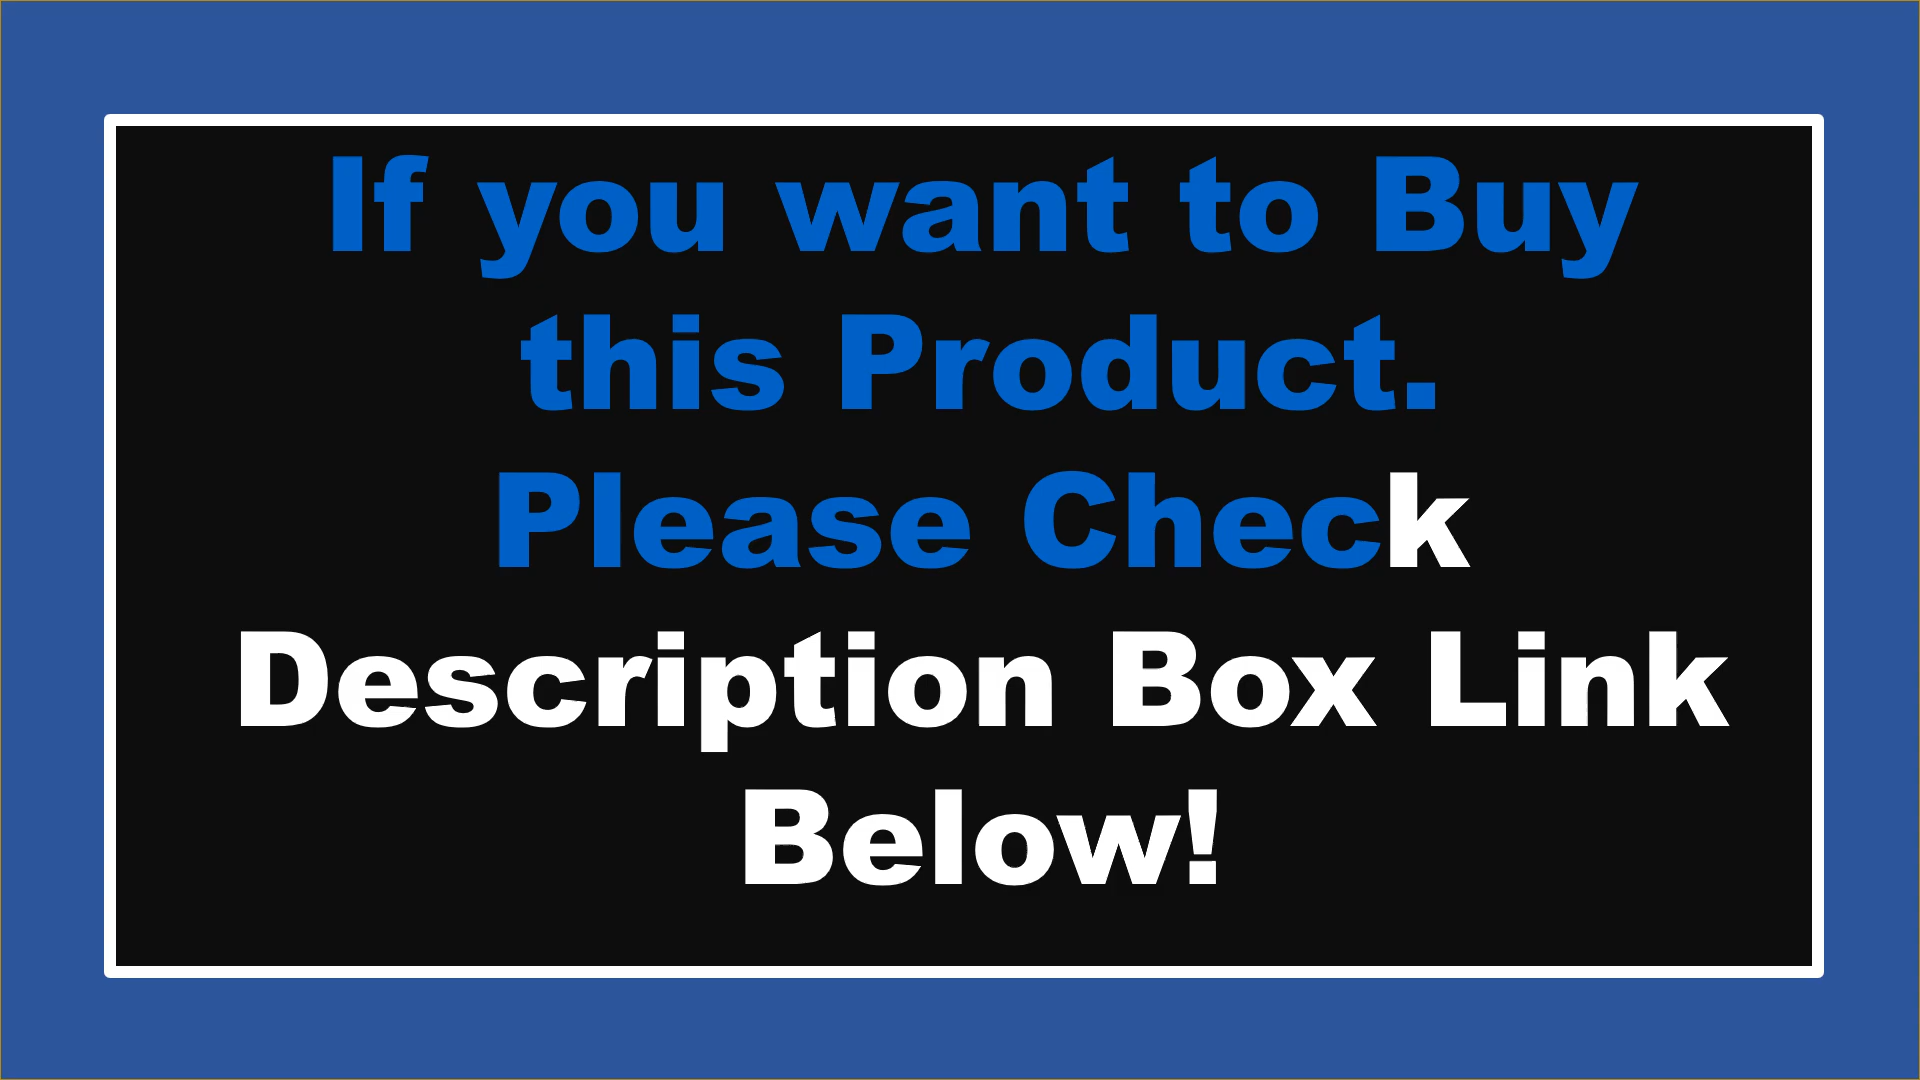 If you want to Buy
this Product.
Please Check
Description Box Link
Below!